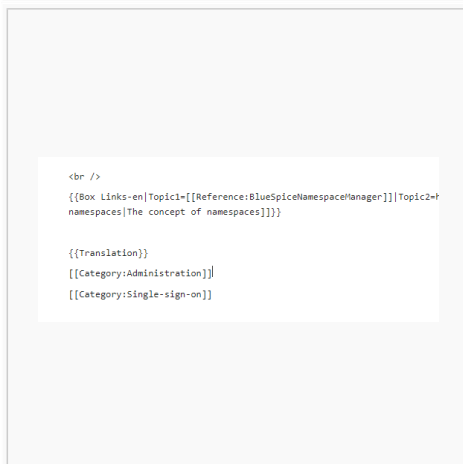 <br />
{{Box Links-en|Topic1=[[Reference:BlueSpiceNamespaceManager]]|Topic2=
namespaces|The concept of namespaces]]}}
{{Translation}}
[[Category:Administration]]
[[Category:Single-sign-on]]